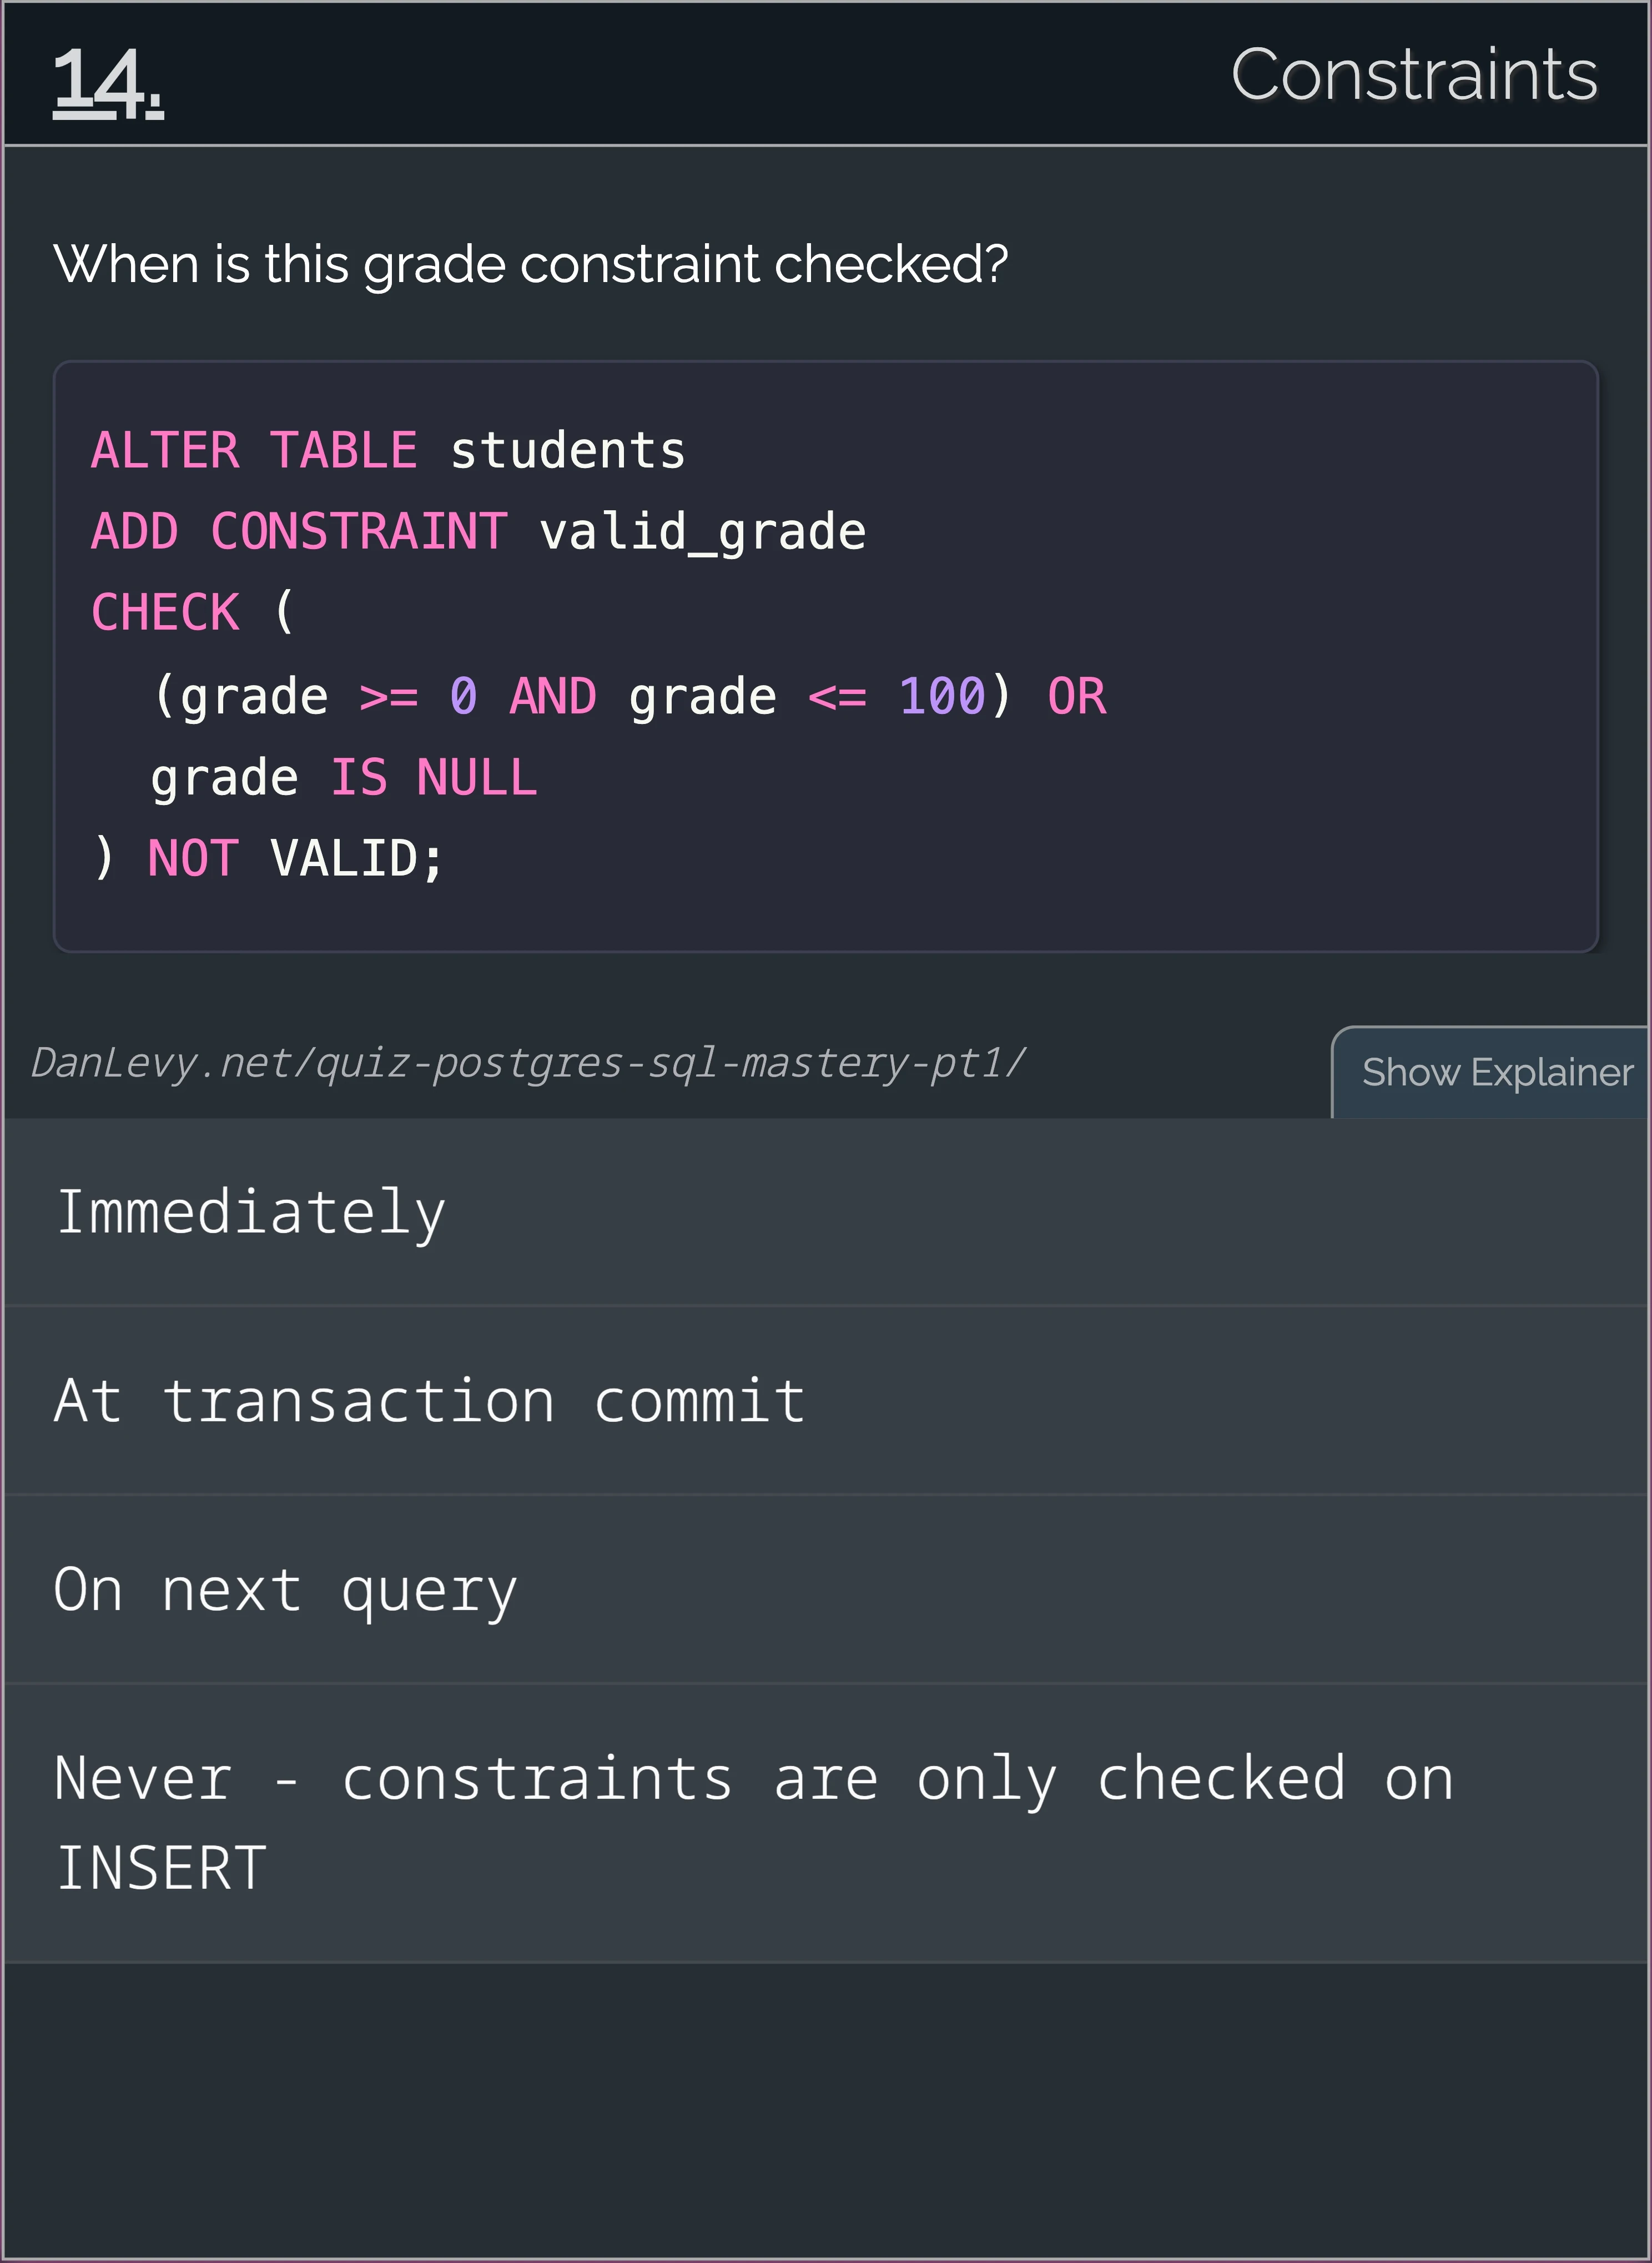 14.
Constraints
When is this grade constraint checked?
ALTER TABLE students
ADD CONSTRAINT valid_grade
CHECK (
(grade >= 0 AND grade <= 100) OR
grade IS NULL
) NOT VALID;
DanLevy.net/quiz-postgres-sql-mastery-pt1/
Show Explainer
Immediately
At transaction commit
On next query
Never - constraints are only checked on
INSERT